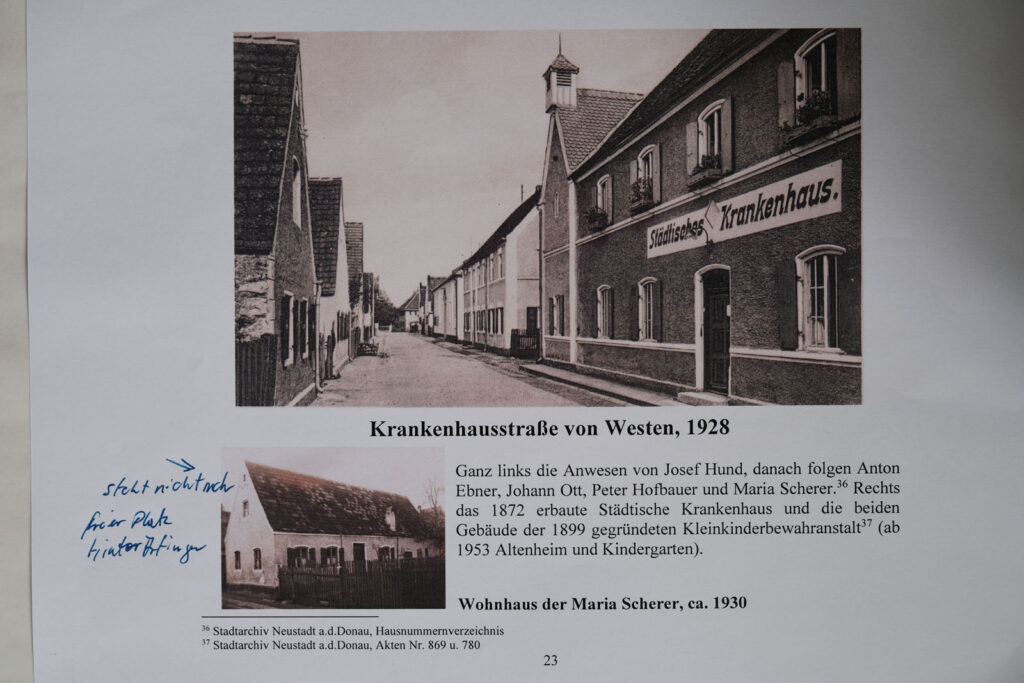 Städtisches Krankenhaus.
Krankenhausstraße von Westen, 1928
steht nicht
freier Platz
hinter
Ganz links die Anwesen von Josef Hund, danach folgen Anton
Ebner, Johann Ott, Peter Hofbauer und Maria Scherer.³⁶ Rechts
das 1872 erbaute Städtische Krankenhaus und die beiden
Gebäude der 1899 gegründeten Kleinkinderbewahranstalt³⁷ (ab
1953 Altenheim und Kindergarten).
Wohnhaus der Maria Scherer, ca. 1930
³⁶ Stadtarchiv Neustadt a.d.Donau, Hausnummernverzeichnis
³⁷ Stadtarchiv Neustadt a.d.Donau, Akten Nr. 869 u. 780
23